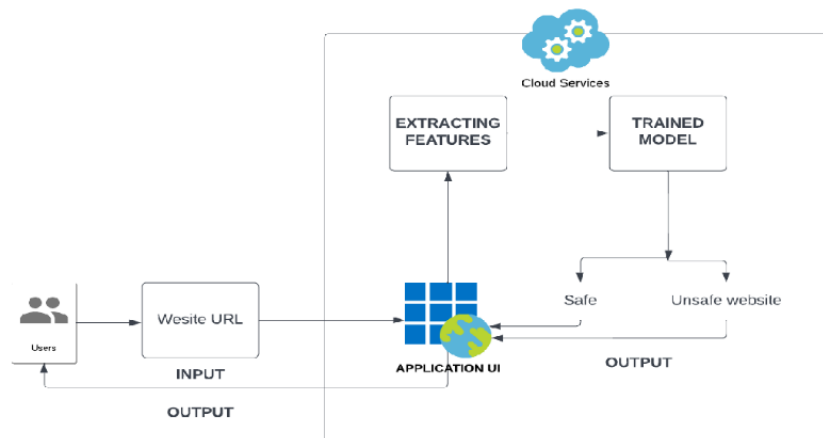 Cloud Services
EXTRACTING
FEATURES
TRAINED
MODEL
Users
Wesite URL
INPUT
OUTPUT
APPLICATION UI
Safe
Unsafe website
OUTPUT